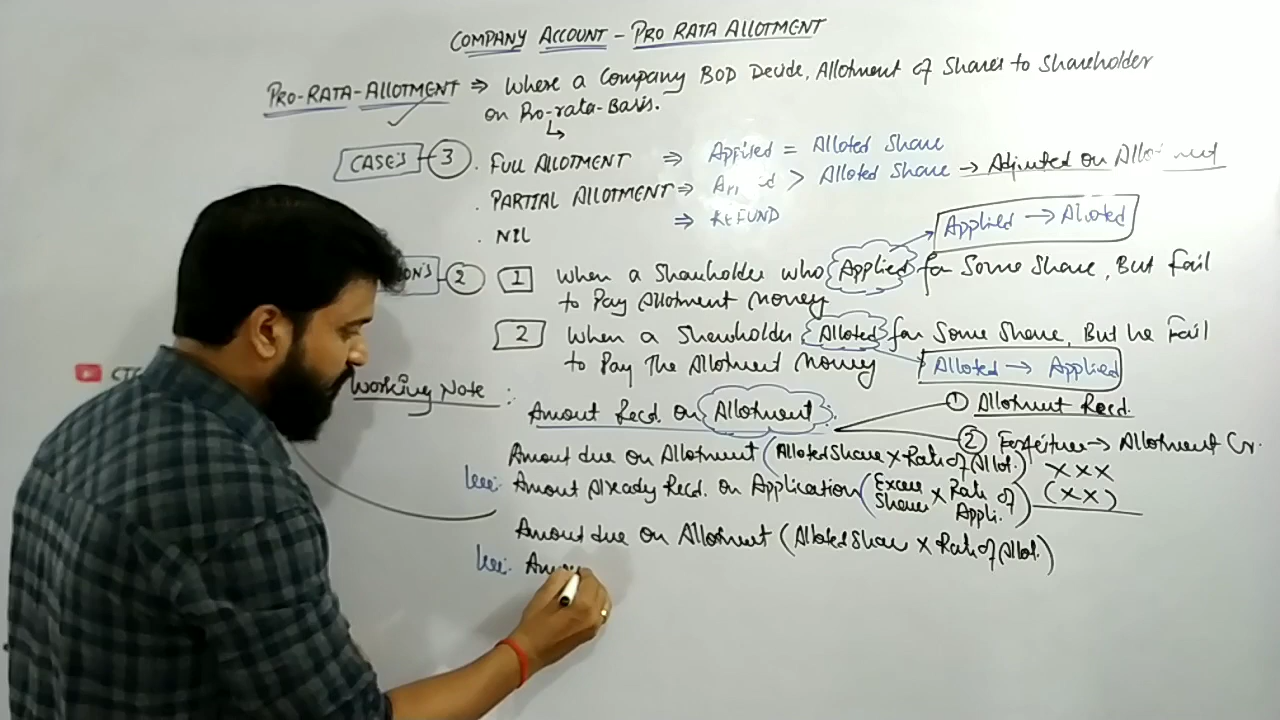 COMPANY ACCOUNT - PRO RATA ALLOTMENT
PRO-RATA-ALLOTMENT ⇒ Where a Company BOD Decide, Allotment of Shares to Shareholder
on Pro-rata-Basis.
CASE'S 3 . FULL ALLOTMENT ⇒ Applied = Alloted Share
. PARTIAL ALLOTMENT ⇒ > Alloted Share → Adjusted on
. NIL ⇒ REFUND
Applied → Alloted
2 1 When a Shareholder who Applied for Some Share, But fail
to Pay Allotment Money
2 When a Shareholder Alloted for Some Share, But he Fail
to Pay The Allotment Money
Alloted → Applied
Working Note :
Amout Recd. on Allotment.
① Allotment Recd.
② Forfeiture → Allotment Cr.
Amout due on Allotment (Alloted Share × Rate of Allot.) XXX
Less: Amout Already Recd. on Application (Excess Shares × Rate of Appli.) (XX)
Amout due on Allotment (Alloted Share × Rate of Allot.)
Less: